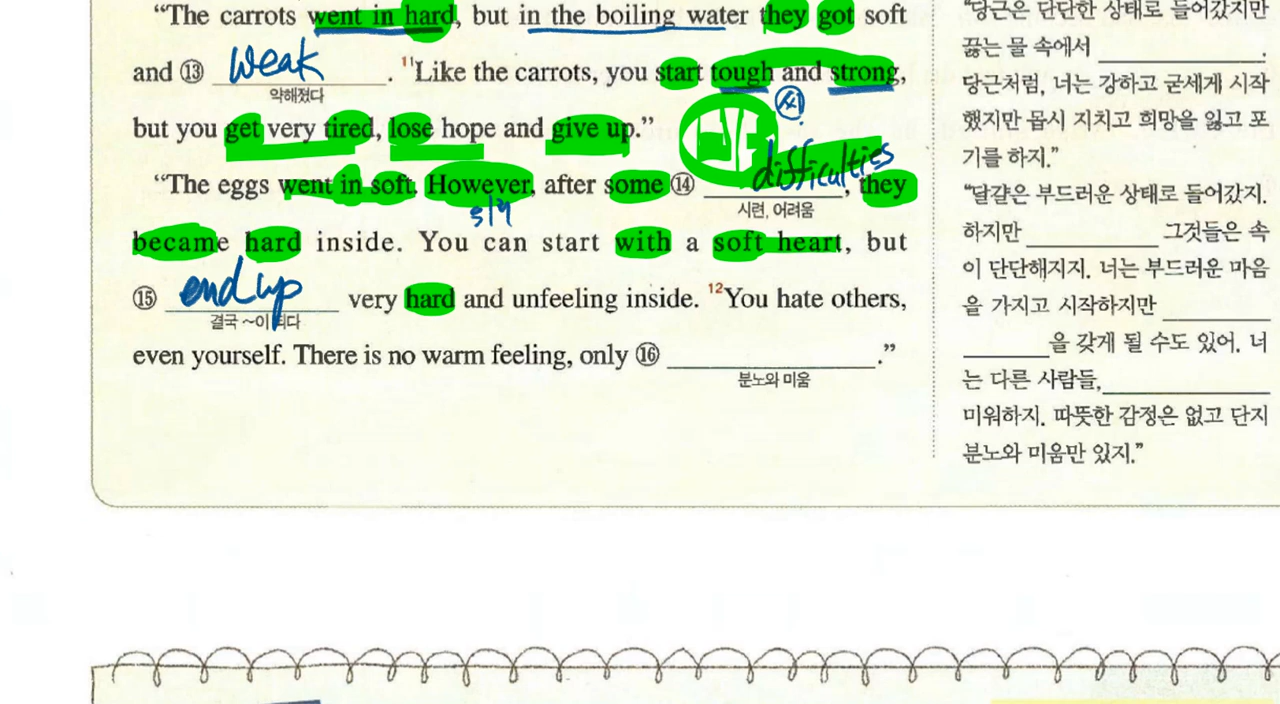 “The carrots went in hard, but in the boiling water they got soft
and ⑬ weak . ¹¹Like the carrots, you start tough and strong,
약해졌다
but you get very tired, lose hope and give up.”
“The eggs went in soft. However, after some ⑭ difficulties, they
시련, 어려움
became hard inside. You can start with a soft heart, but
⑮ end up very hard and unfeeling inside. ¹²You hate others,
결국 ~이 되다
even yourself. There is no warm feeling, only ⑯ ___.”
분노와 미움
“당근은 단단한 상태로 들어갔지만
끓는 물 속에서 ___.
당근처럼, 너는 강하고 굳세게 시작
했지만 몹시 지치고 희망을 잃고 포
기를 하지.”
“달걀은 부드러운 상태로 들어갔지.
하지만 ___ 그것들은 속
이 단단해지지. 너는 부드러운 마음
을 가지고 시작하지만 ___
___을 갖게 될 수도 있어. 너
는 다른 사람들, ___
미워하지. 따뜻한 감정은 없고 단지
분노와 미움만 있지.”